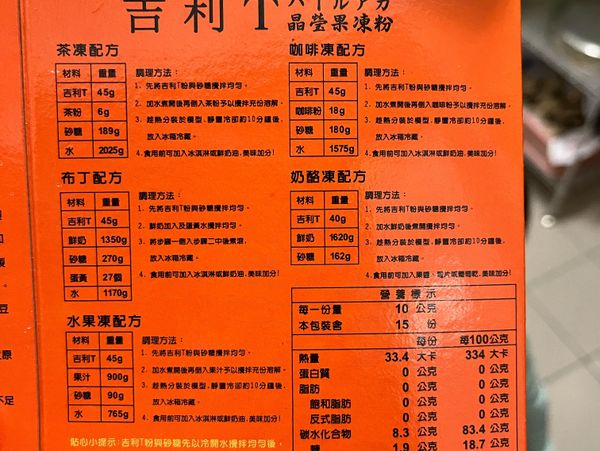 吉利T
晶瑩果凍粉
茶凍配方
材料 重量
吉利T 45g
茶粉 6g
砂糖 189g
水 2025g
調理方法：
1. 先將吉利T粉與砂糖攪拌均勻。
2. 加水煮開後再倒入茶粉予以攪拌充份溶解。
3. 趁熱分裝於模型，靜置冷卻約10分鐘後，
放入冰箱冷藏。
4. 食用前可加入冰淇淋或鮮奶油，美味加分！
咖啡凍配方
材料 重量
吉利T 45g
咖啡粉 18g
砂糖 180g
水 1575g
調理方法：
1. 先將吉利T粉與砂糖攪拌均勻。
2. 加水煮開後再倒入咖啡粉予以攪拌充份溶解。
3. 趁熱分裝於模型，靜置冷卻約10分鐘後，
放入冰箱冷藏。
4. 食用前可加入冰淇淋或鮮奶油，美味加分！
布丁配方
材料 重量
吉利T 45g
鮮奶 1350g
砂糖 270g
蛋黃 27個
水 1170g
調理方法：
1. 先將吉利T粉與砂糖攪拌均勻。
2. 鮮奶加入及蛋黃水攪拌均勻。
3. 將步驟一倒入步驟二中後煮滾，
放入冰箱冷藏。
4. 食用前可加入冰淇淋或鮮奶油，美味加分！
奶酪凍配方
材料 重量
吉利T 40g
鮮奶 1620g
砂糖 162g
調理方法：
1. 先將吉利T粉與砂糖攪拌均勻。
2. 加水鮮奶後煮開攪拌均勻。
3. 趁熱分裝於模型，靜置冷卻約10分鐘後，
放入冰箱冷藏。
4. 食用前可加入果醬、
或葡萄乾，美味加分！
水果凍配方
材料 重量
吉利T 45g
果汁 900g
砂糖 90g
水 765g
調理方法：
1. 先將吉利T粉與砂糖攪拌均勻。
2. 加水煮開後再倒入果汁予以攪拌充份溶解。
3. 趁熱分裝於模型，靜置冷卻約10分鐘後，
放入冰箱冷藏。
4. 食用前可加入冰淇淋或鮮奶油，美味加分！
貼心小提示：吉利T粉與砂糖先以冷開水攪拌均勻後，
營養標示
每一份量 10 公克
本包裝含 15 份
每份 每100公克
熱量 33.4 大卡 334 大卡
蛋白質 0 公克 0 公克
脂肪 0 公克 0 公克
飽和脂肪 0 公克 0 公克
反式脂肪 0 公克 0 公克
碳水化合物 8.3 公克 83.4 公克
糖 1.9 公克 18.7 公克